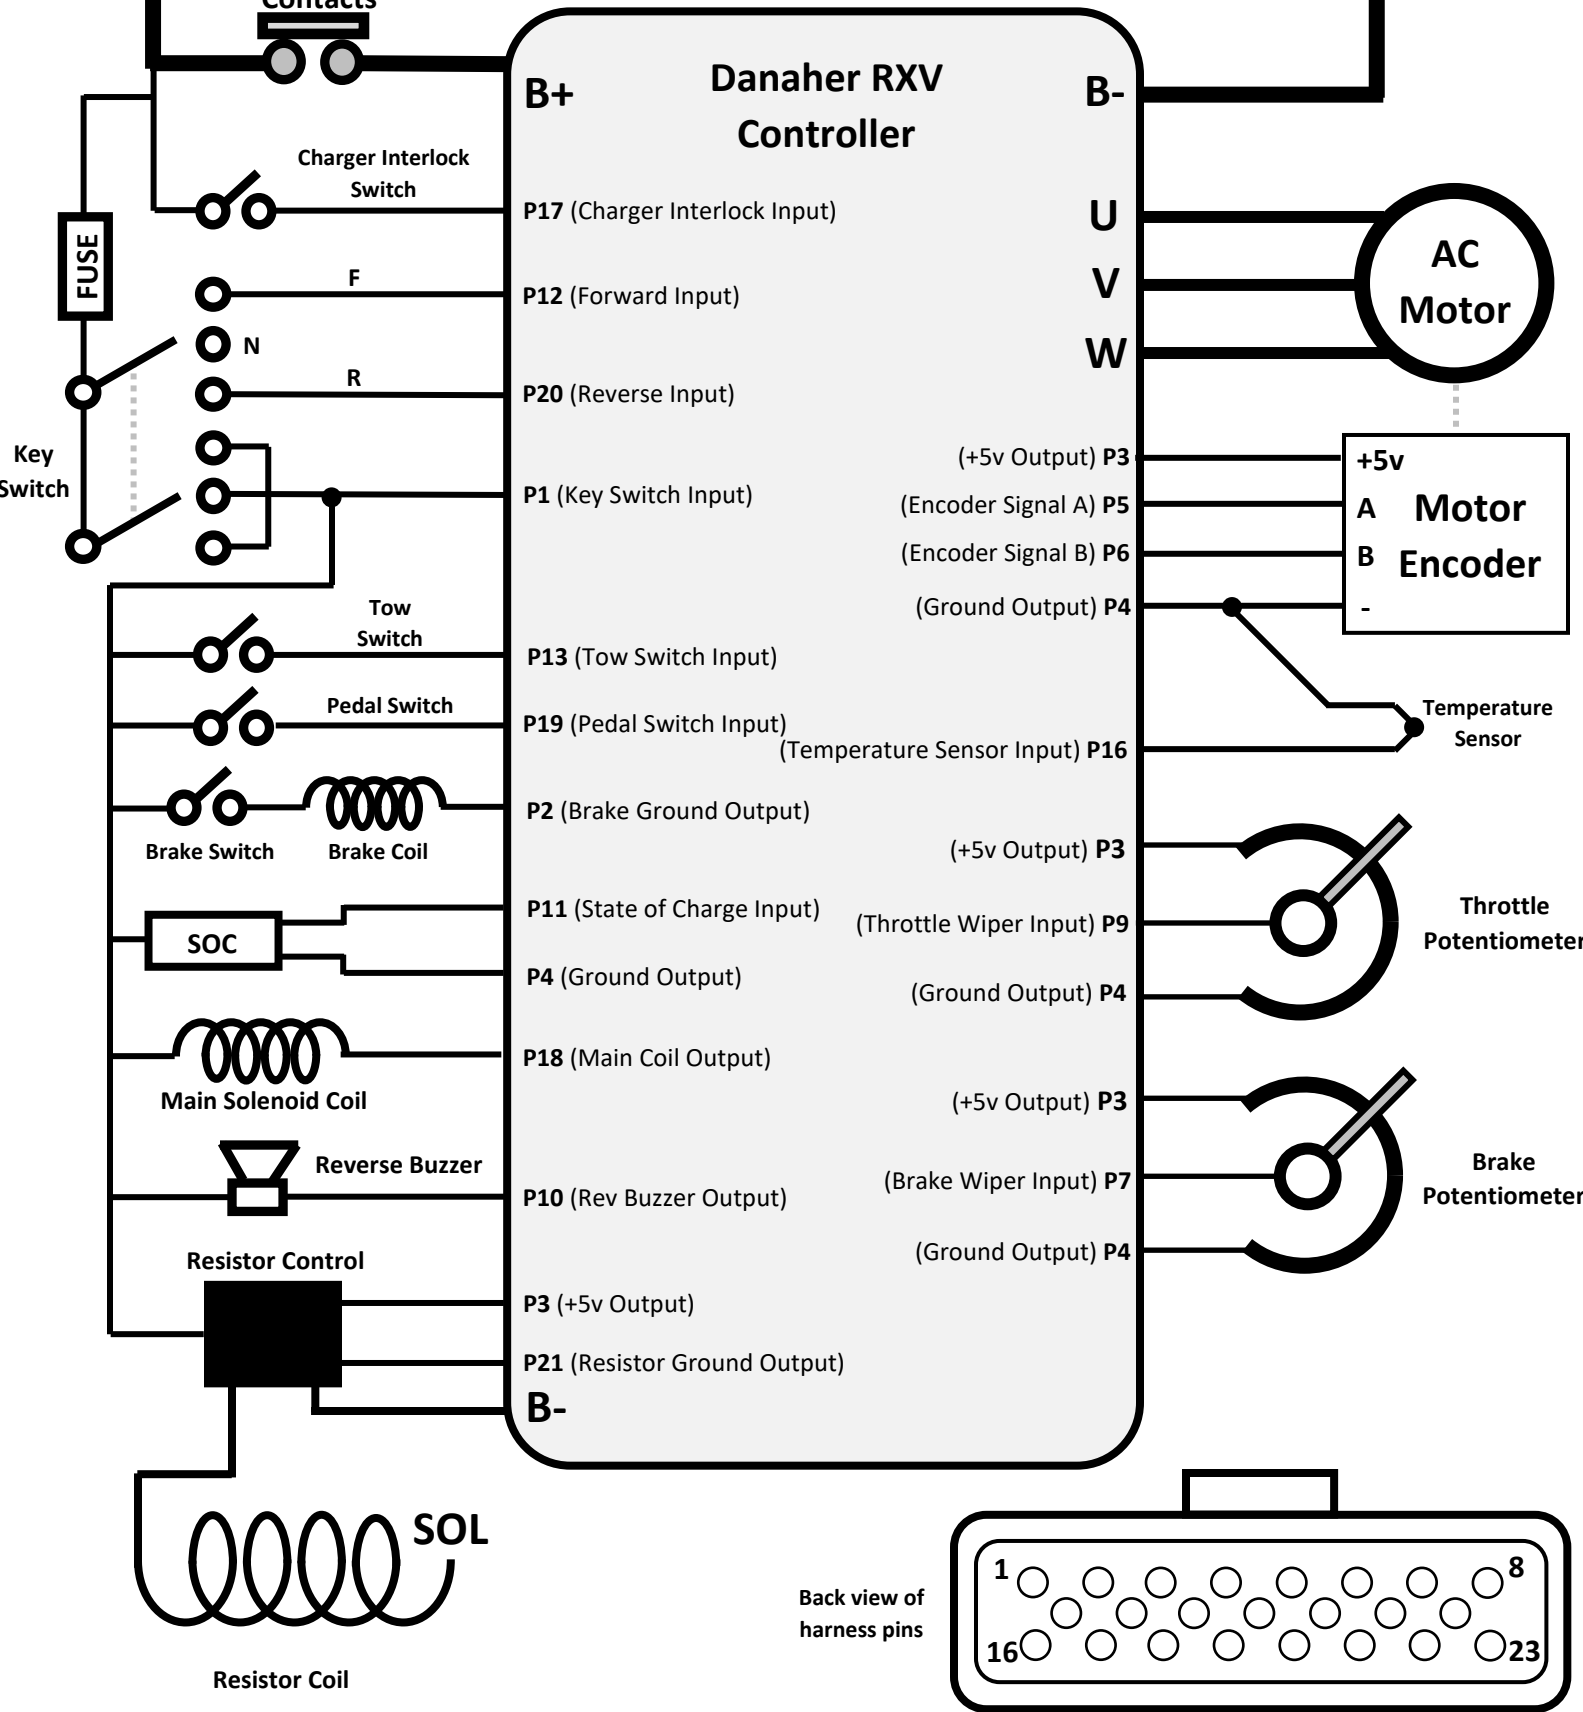 Contacts
Danaher RXV
Controller
B+
B-
Charger Interlock
Switch
P17 (Charger Interlock Input)
U
FUSE
F
P12 (Forward Input)
V
AC
Motor
N
W
R
P20 (Reverse Input)
Key
Switch
P1 (Key Switch Input)
(+5v Output) P3
+5v
(Encoder Signal A) P5
A
Motor
Encoder
(Encoder Signal B) P6
B
(Ground Output) P4
-
Tow
Switch
P13 (Tow Switch Input)
Pedal Switch
P19 (Pedal Switch Input)
(Temperature Sensor Input) P16
Temperature
Sensor
P2 (Brake Ground Output)
Brake Switch
Brake Coil
(+5v Output) P3
P11 (State of Charge Input)
(Throttle Wiper Input) P9
Throttle
Potentiometer
SOC
P4 (Ground Output)
(Ground Output) P4
P18 (Main Coil Output)
Main Solenoid Coil
(+5v Output) P3
Reverse Buzzer
P10 (Rev Buzzer Output)
(Brake Wiper Input) P7
Brake
Potentiometer
(Ground Output) P4
Resistor Control
P3 (+5v Output)
P21 (Resistor Ground Output)
B-
SOL
Resistor Coil
Back view of
harness pins
1
8
16
23